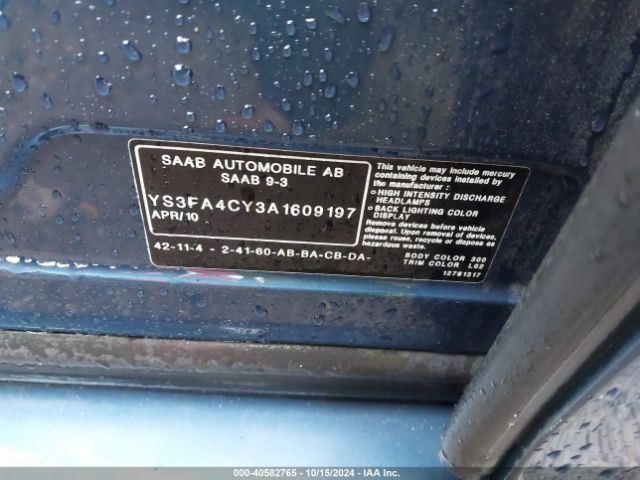 SAAB AUTOMOBILE AB
SAAB 9-3
YS3FA4CY3A1609197
APR/10
42-11-4 - 2-41-60-AB-BA-CB-DA-
This vehicle may include mercury
containing devices installed by
the manufacturer:
HIGH INTENSITY DISCHARGE
HEADLAMPS
BACK LIGHTING COLOR
DISPLAY
Remove devices before vehicle
disposal. Upon removal of devices,
please reuse, recycle or dispose as
hazardous waste.
BODY COLOR 300
TRIM COLOR L02
12761317
000-40582765 - 10/15/2024 - IAAI.COM